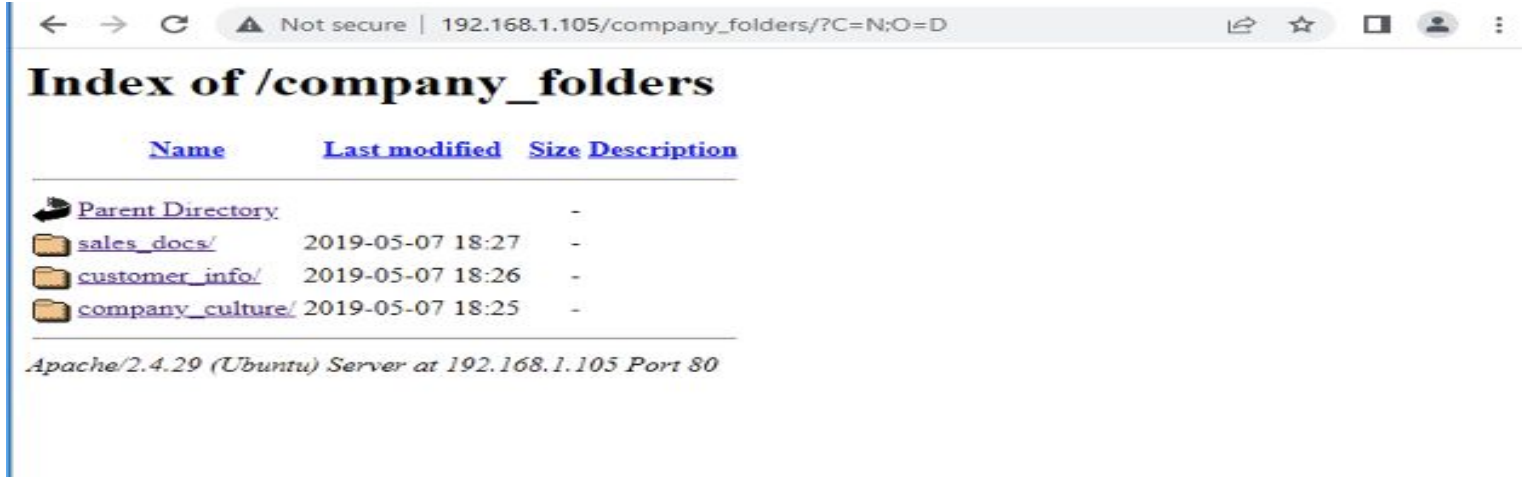 Not secure | 192.168.1.105/company_folders/?C=N;O=D
Index of /company_folders
Name Last modified Size Description
Parent Directory -
sales_docs/ 2019-05-07 18:27 -
customer_info/ 2019-05-07 18:26 -
company_culture/ 2019-05-07 18:25 -
Apache/2.4.29 (Ubuntu) Server at 192.168.1.105 Port 80